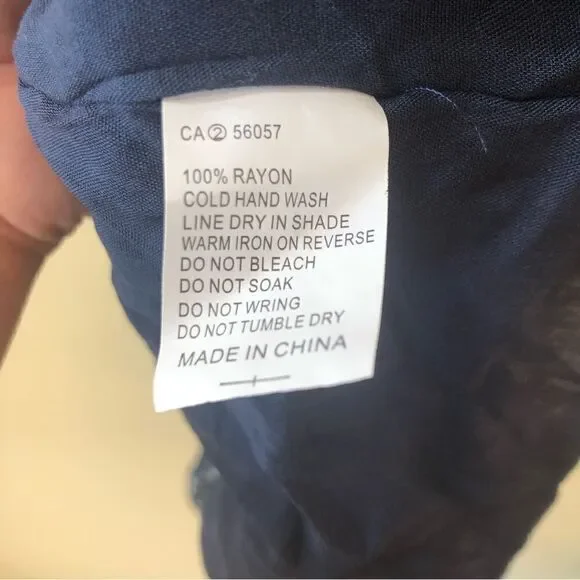 CA② 56057
100% RAYON
COLD HAND WASH
LINE DRY IN SHADE
WARM IRON ON REVERSE
DO NOT BLEACH
DO NOT SOAK
DO NOT WRING
DO NOT TUMBLE DRY
MADE IN CHINA